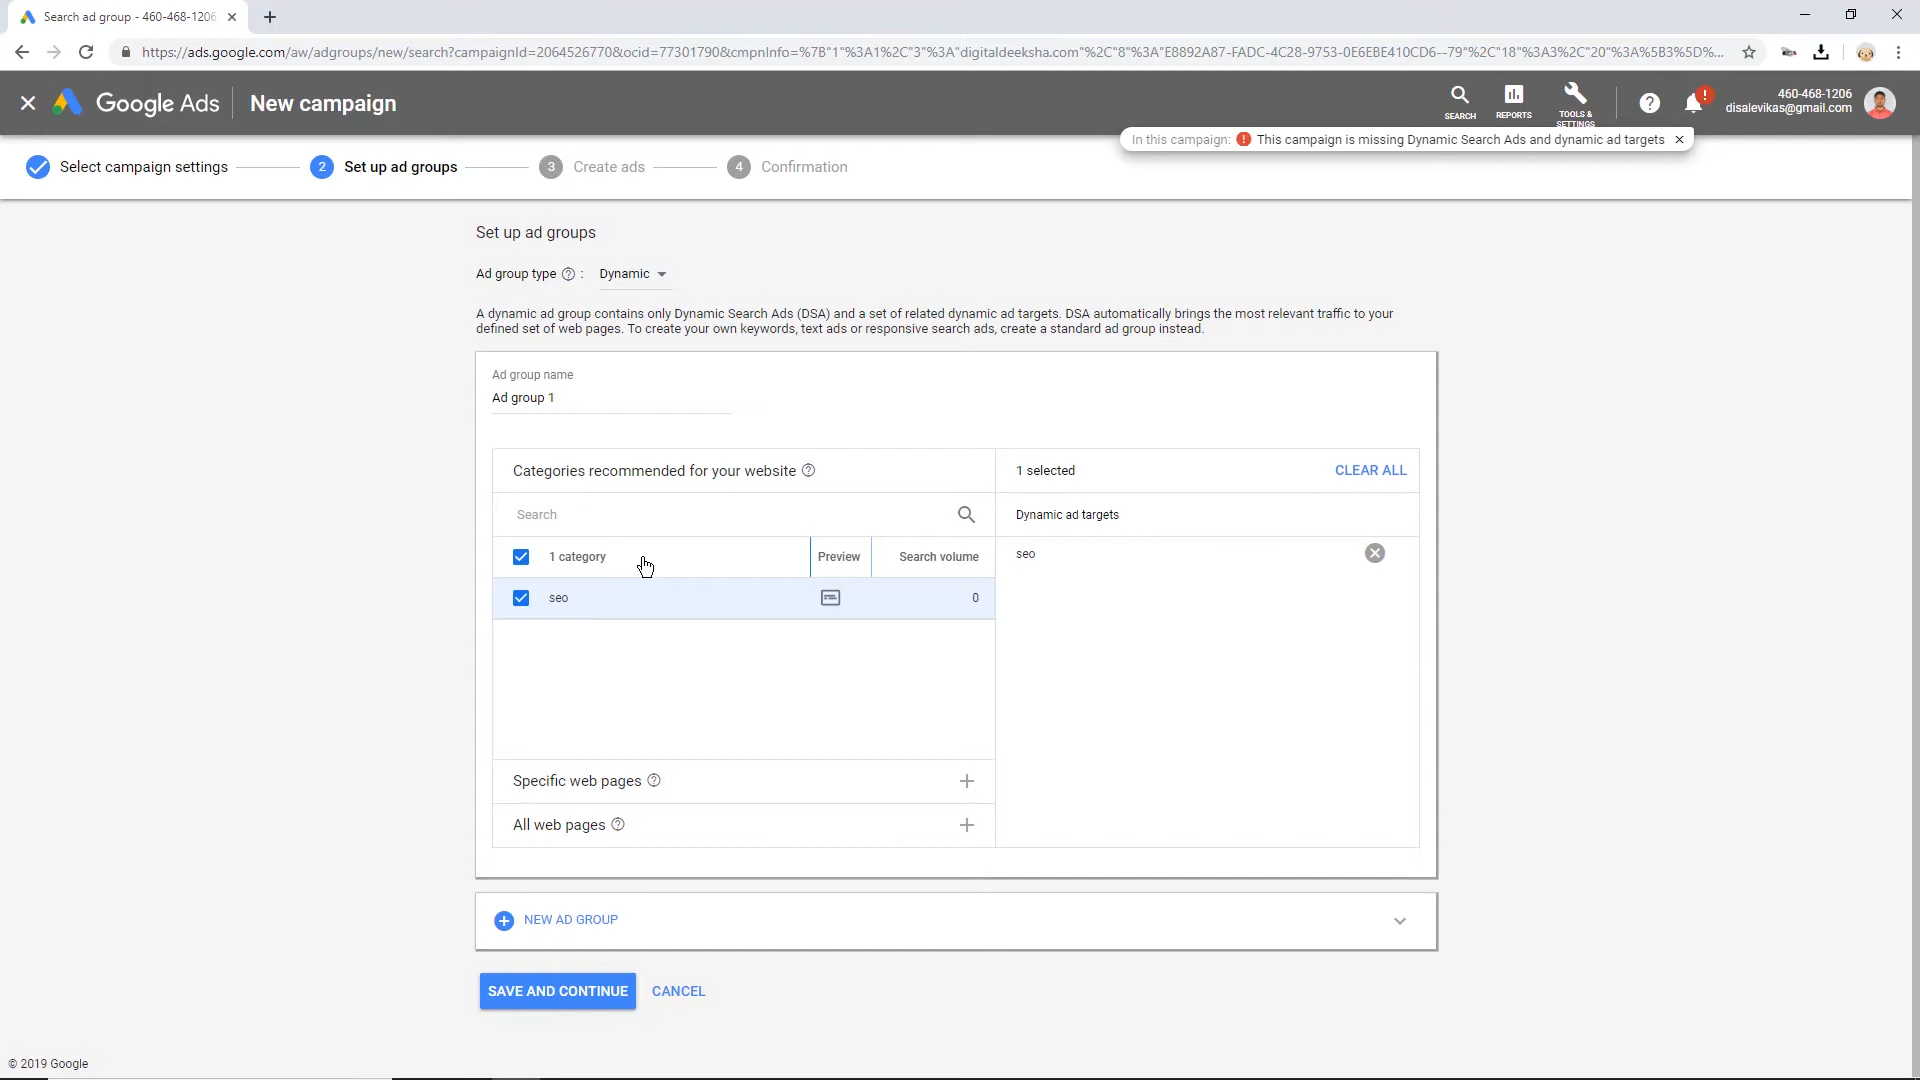 Search ad group - 460-468-1206
https://ads.google.com/aw/adgroups/new/search?campaignId=2064526770&ocid=77301790&cmpnInfo=%7B"1"%3A1%2C"3"%3A"digitaldeeksha.com"%2C"8"%3A"E8892A87-FADC-4C28-9753-0E6EBE410CD6--79"%2C"18"%3A3%2C"20"%3A%5B3%5D%...
Google Ads
New campaign
SEARCH
REPORTS
TOOLS & SETTINGS
460-468-1206
disalevikas@gmail.com
In this campaign: ! This campaign is missing Dynamic Search Ads and dynamic ad targets
Select campaign settings
2 Set up ad groups
3 Create ads
4 Confirmation
Set up ad groups
Ad group type ? : Dynamic
A dynamic ad group contains only Dynamic Search Ads (DSA) and a set of related dynamic ad targets. DSA automatically brings the most relevant traffic to your
defined set of web pages. To create your own keywords, text ads or responsive search ads, create a standard ad group instead.
Ad group name
Ad group 1
Categories recommended for your website ?
1 selected
CLEAR ALL
Search
Dynamic ad targets
1 category
Preview
Search volume
seo
seo
0
Specific web pages ?
All web pages ?
NEW AD GROUP
SAVE AND CONTINUE
CANCEL
© 2019 Google